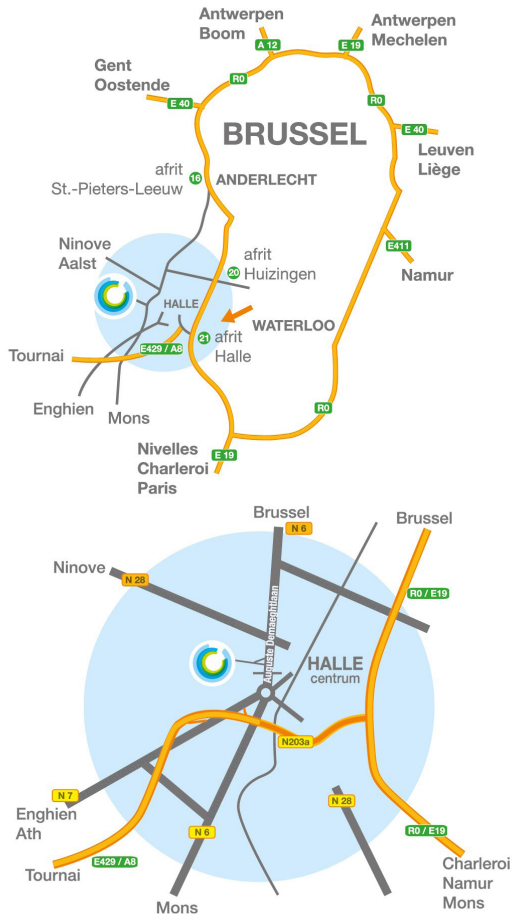 Antwerpen
Boom
Antwerpen
Mechelen
A 12
E 19
Gent
Oostende
R0
R0
E 40
BRUSSEL
E 40
Leuven
Liège
afrit
St.-Pieters-Leeuw
16
ANDERLECHT
Ninove
Aalst
E411
Namur
20
afrit
Huizingen
HALLE
WATERLOO
21
afrit
Halle
Tournai
E429 / A8
Enghien
Mons
R0
Nivelles
Charleroi
Paris
E 19
Brussel
N 6
Brussel
Ninove
N 28
R0 / E19
Auguste Demaeghtlaan
HALLE
centrum
N203a
N 7
Enghien
Ath
N 6
N 28
R0 / E19
E429 / A8
Tournai
Mons
Charleroi
Namur
Mons